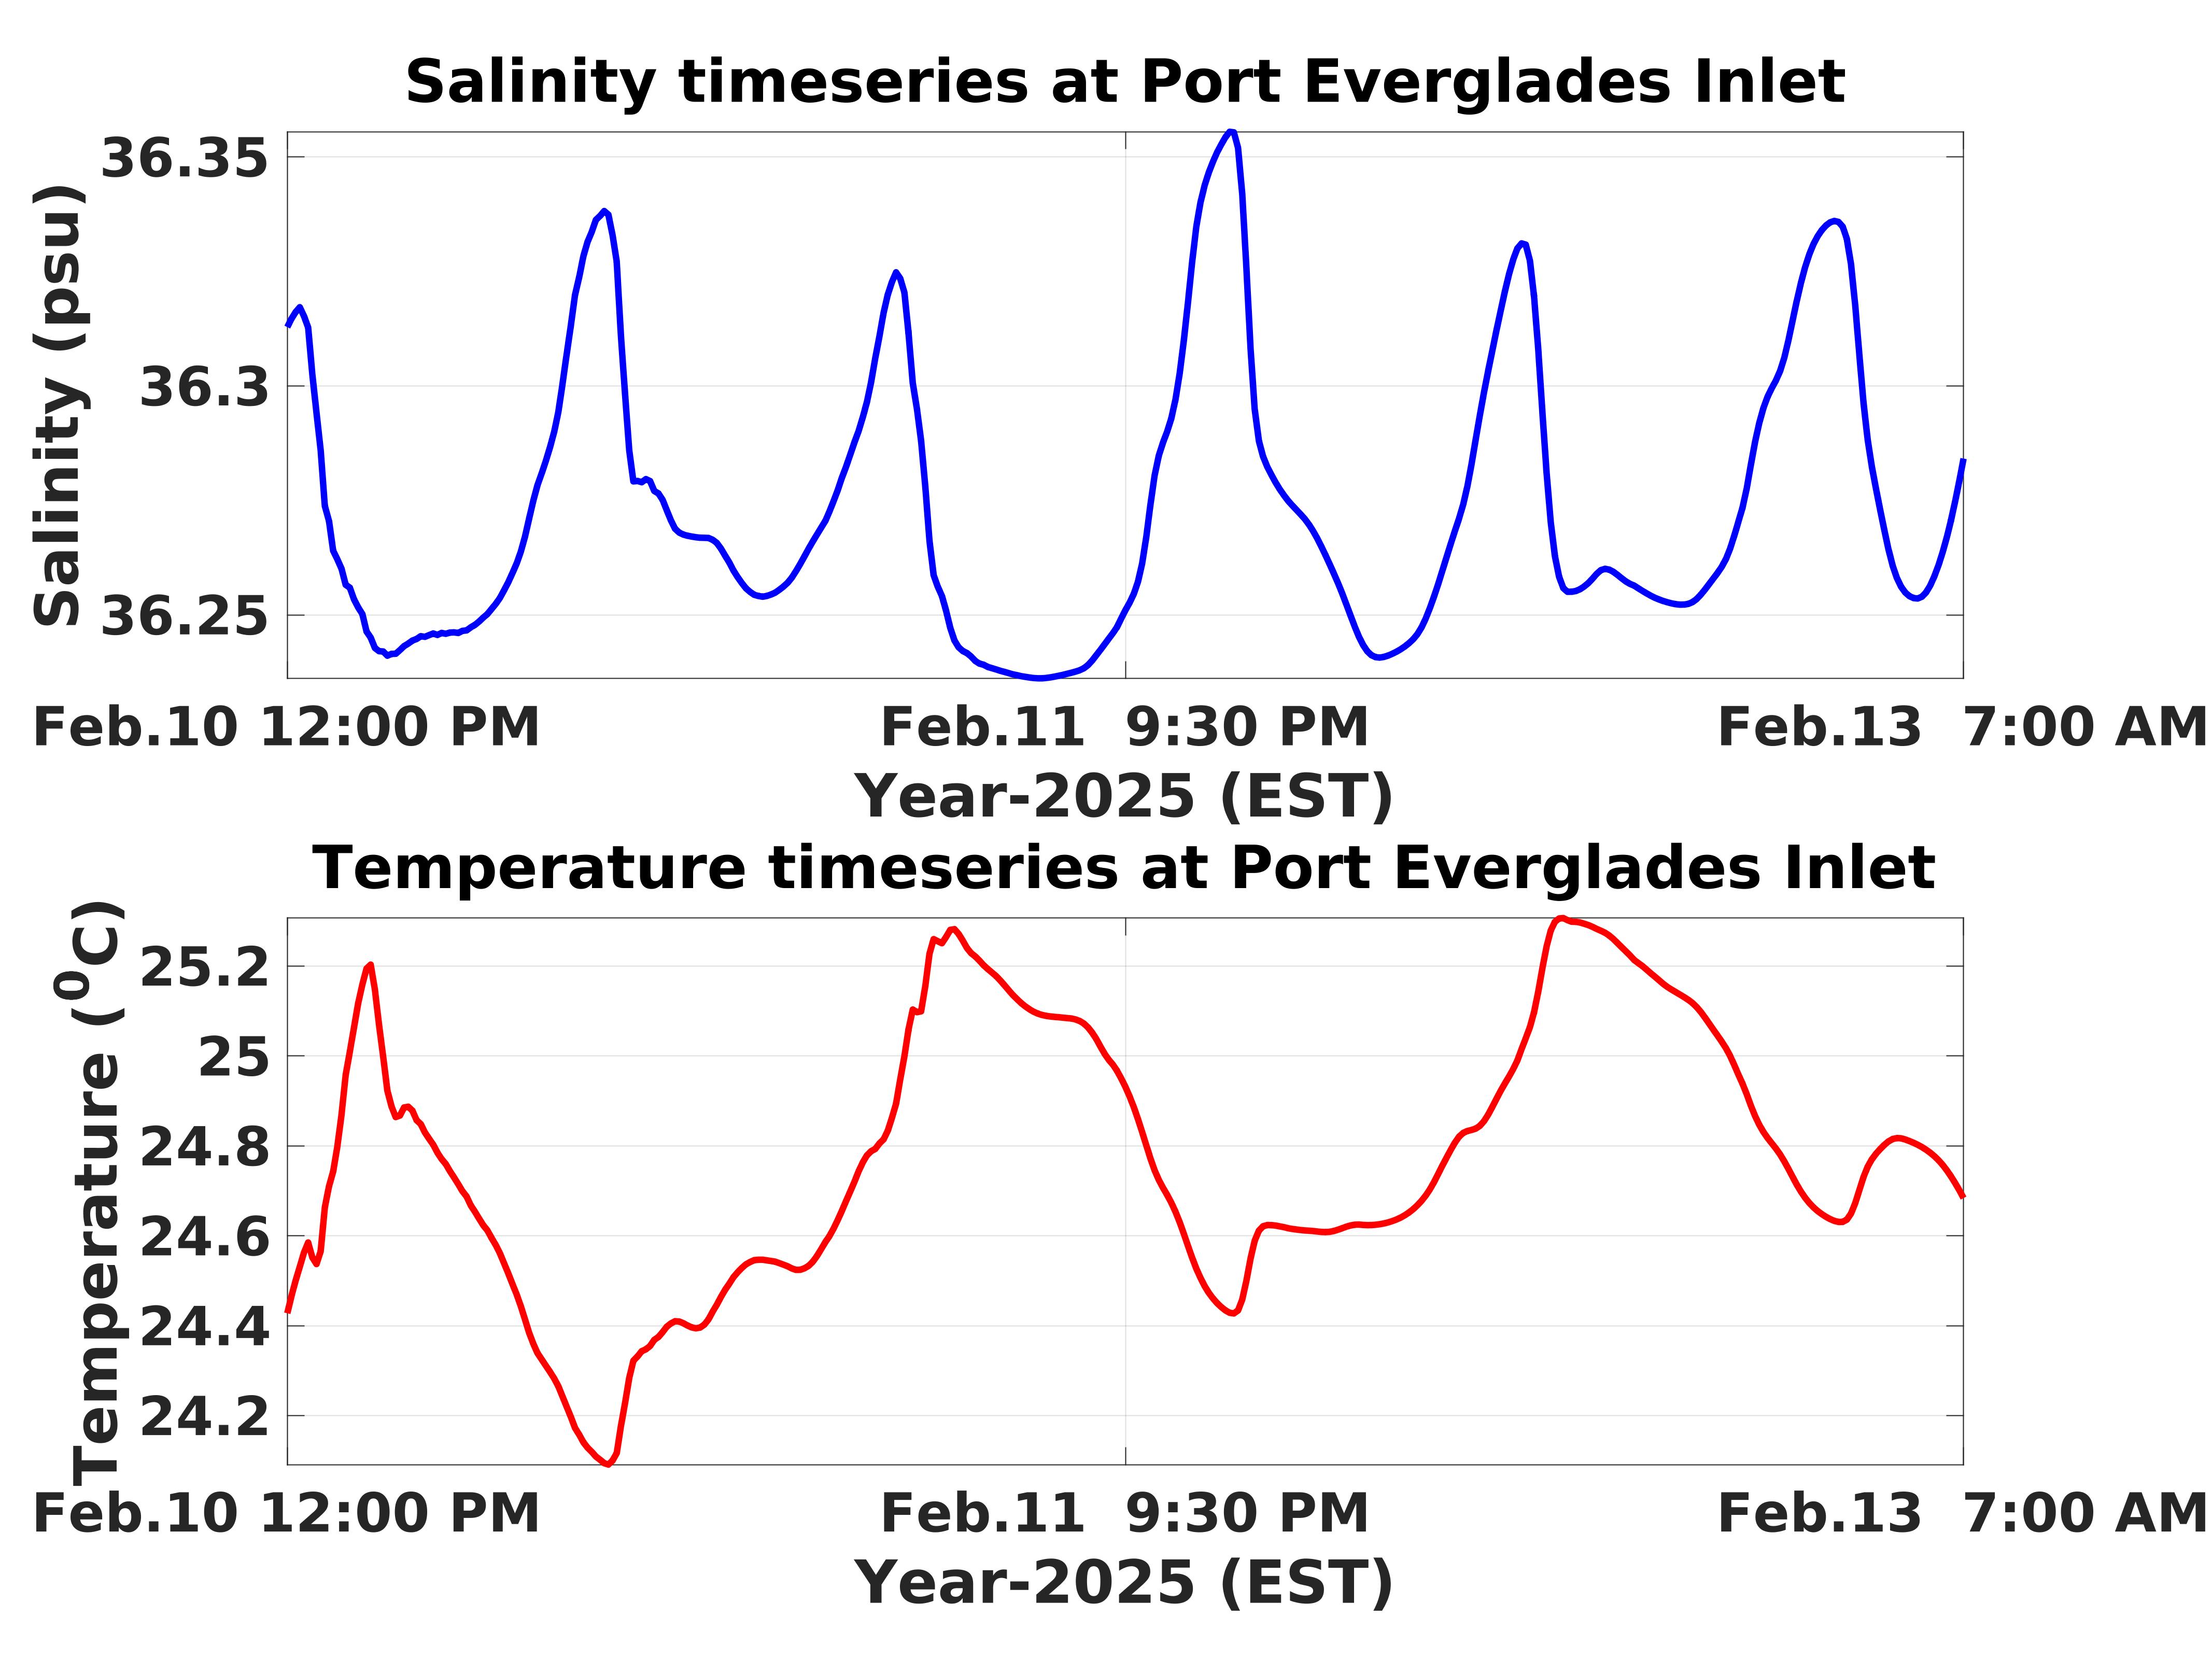 Salinity timeseries at Port Everglades Inlet
Salinity (psu)
36.35
36.3
36.25
Feb.10 12:00 PM
Feb.11  9:30 PM
Feb.13  7:00 AM
Year-2025 (EST)
Temperature timeseries at Port Everglades Inlet
Temperature (⁰C)
25.2
25
24.8
24.6
24.4
24.2
Feb.10 12:00 PM
Feb.11  9:30 PM
Feb.13  7:00 AM
Year-2025 (EST)